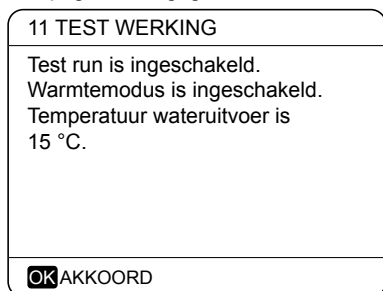 11 TEST WERKING
Test run is ingeschakeld.
Warmtemodus is ingeschakeld.
Temperatuur wateruitvoer is
15 °C.
OK AKKOORD